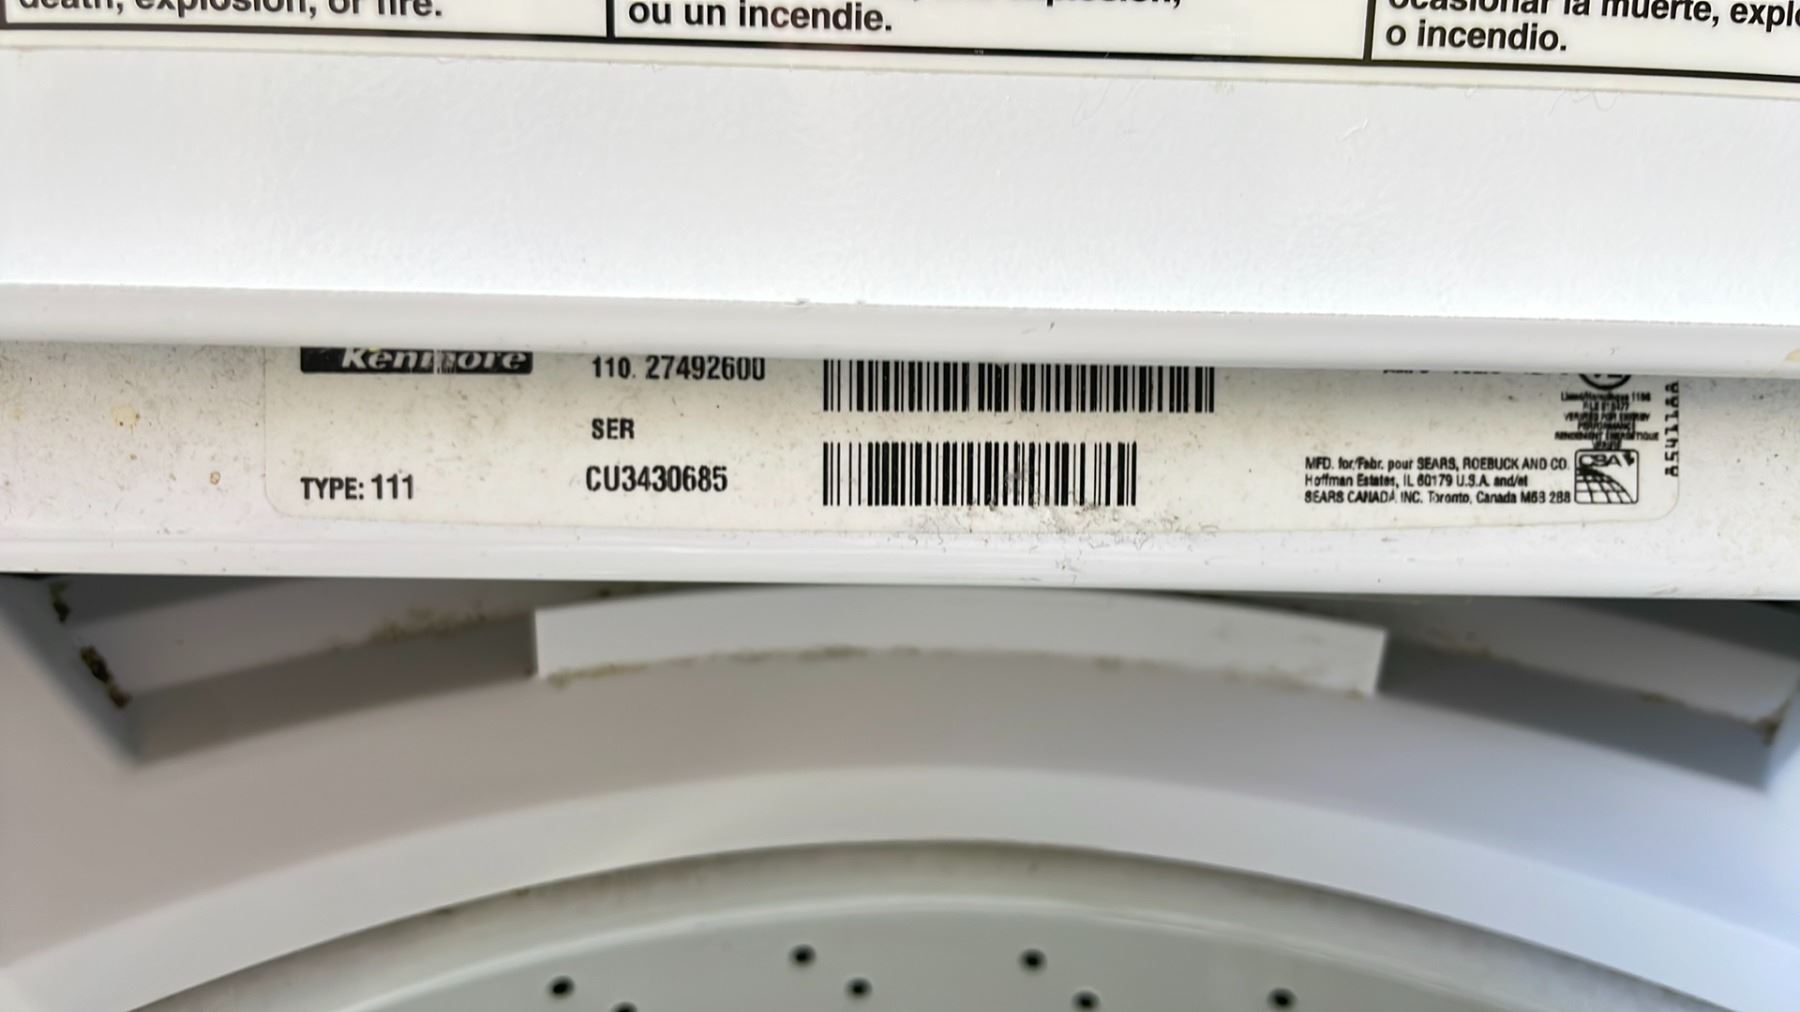 death, explosion, or fire.
ou un incendie.
ocasionar la muerte, explo
o incendio.
Kenmore
110. 27492600
SER
TYPE: 111
CU3430685
MFD. for/Fabr. pour SEARS, ROEBUCK AND CO.
Hoffman Estates, IL 60179 U.S.A. and/et
SEARS CANADA, INC. Toronto, Canada M5B 2B8
CSA